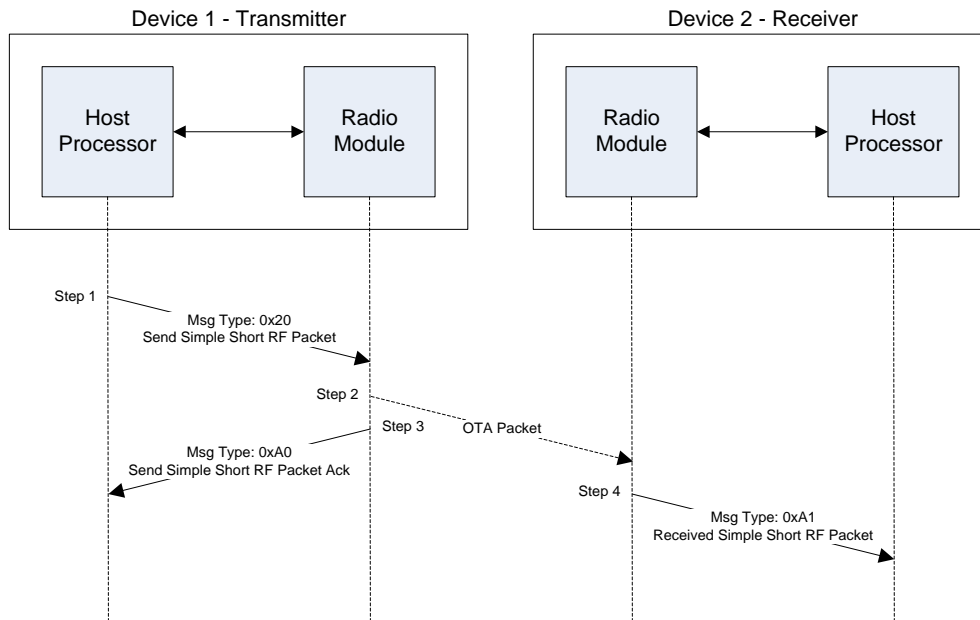 Device 1 - Transmitter
Device 2 - Receiver
Host
Processor
Radio
Module
Radio
Module
Host
Processor
Step 1
Msg Type: 0x20
Send Simple Short RF Packet
Step 2
Step 3
OTA Packet
Msg Type: 0xA0
Send Simple Short RF Packet Ack
Step 4
Msg Type: 0xA1
Received Simple Short RF Packet